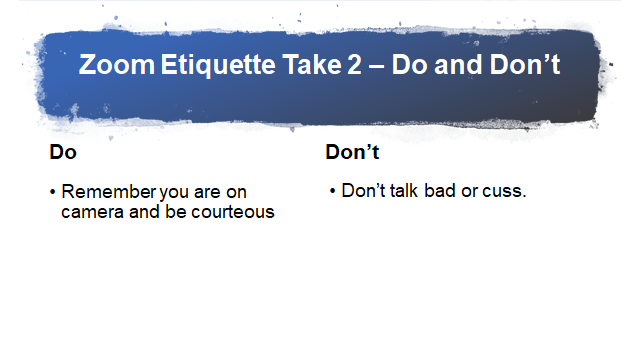 Zoom Etiquette Take 2 – Do and Don’t
Do
• Remember you are on
camera and be courteous
Don’t
• Don’t talk bad or cuss.